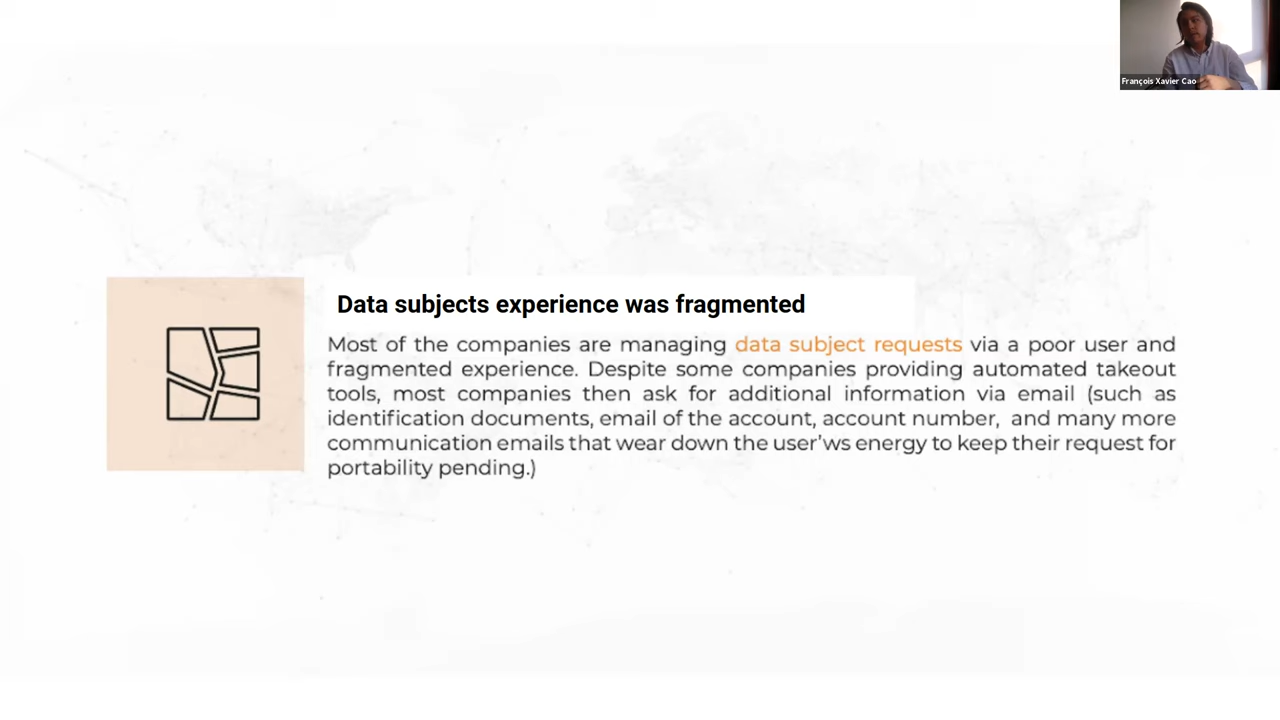 François Xavier Cao
Data subjects experience was fragmented
Most of the companies are managing data subject requests via a poor user and
fragmented experience. Despite some companies providing automated takeout
tools, most companies then ask for additional information via email (such as
identification documents, email of the account, account number, and many more
communication emails that wear down the user'ws energy to keep their request for
portability pending.)